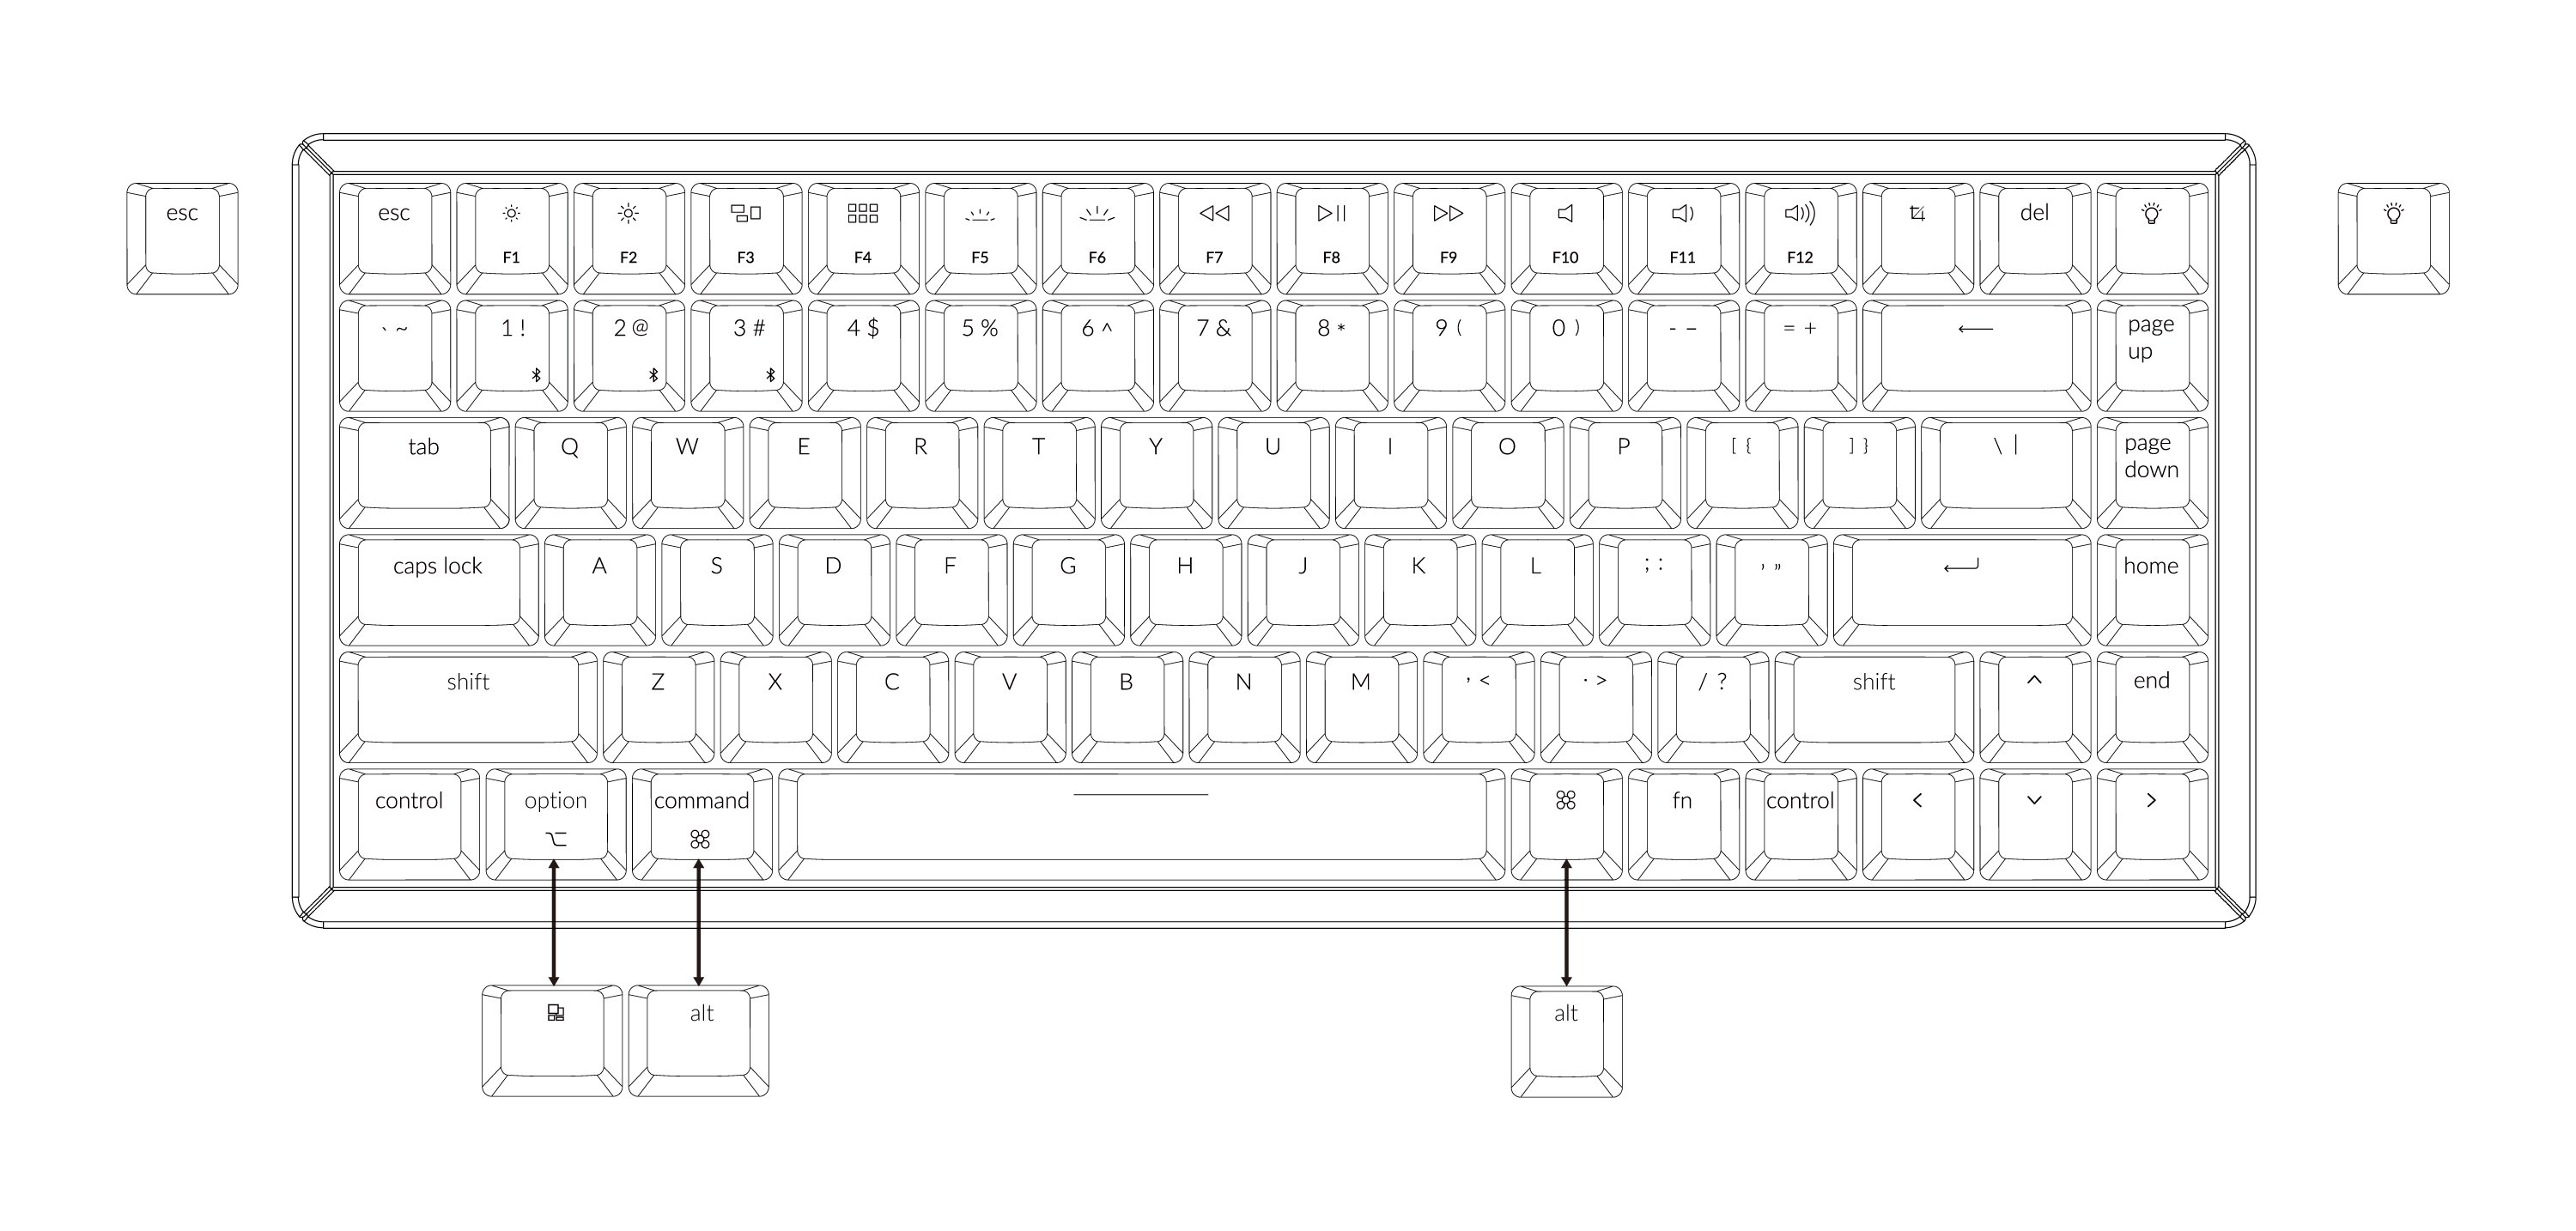 esc
esc
F1
F2
F3
F4
F5
F6
F7
F8
F9
F10
F11
F12
del
` ~
1 !
2 @
3 #
4 $
5 %
6 ^
7 &
8 *
9 (
0 )
- –
= +
←
page
up
tab
Q
W
E
R
T
Y
U
I
O
P
[ {
] }
\ |
page
down
caps lock
A
S
D
F
G
H
J
K
L
; :
’ ”
home
shift
Z
X
C
V
B
N
M
, <
· >
/ ?
shift
^
end
control
option
⌥
command
⌘
⌘
fn
control
<
⌄
>
alt
alt